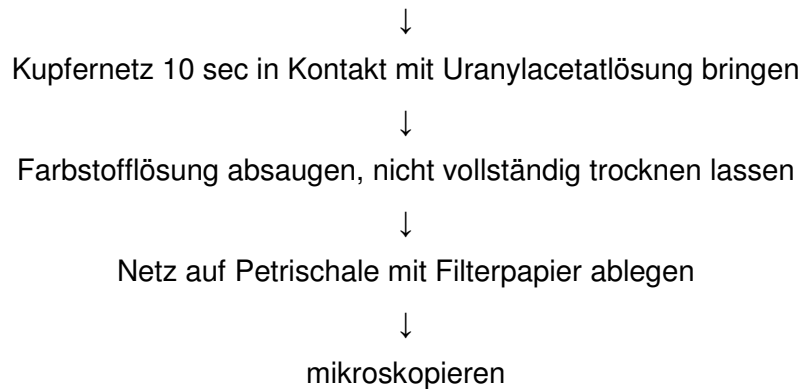 ↓
Kupfernetz 10 sec in Kontakt mit Uranylacetatlösung bringen
↓
Farbstofflösung absaugen, nicht vollständig trocknen lassen
↓
Netz auf Petrischale mit Filterpapier ablegen
↓
mikroskopieren